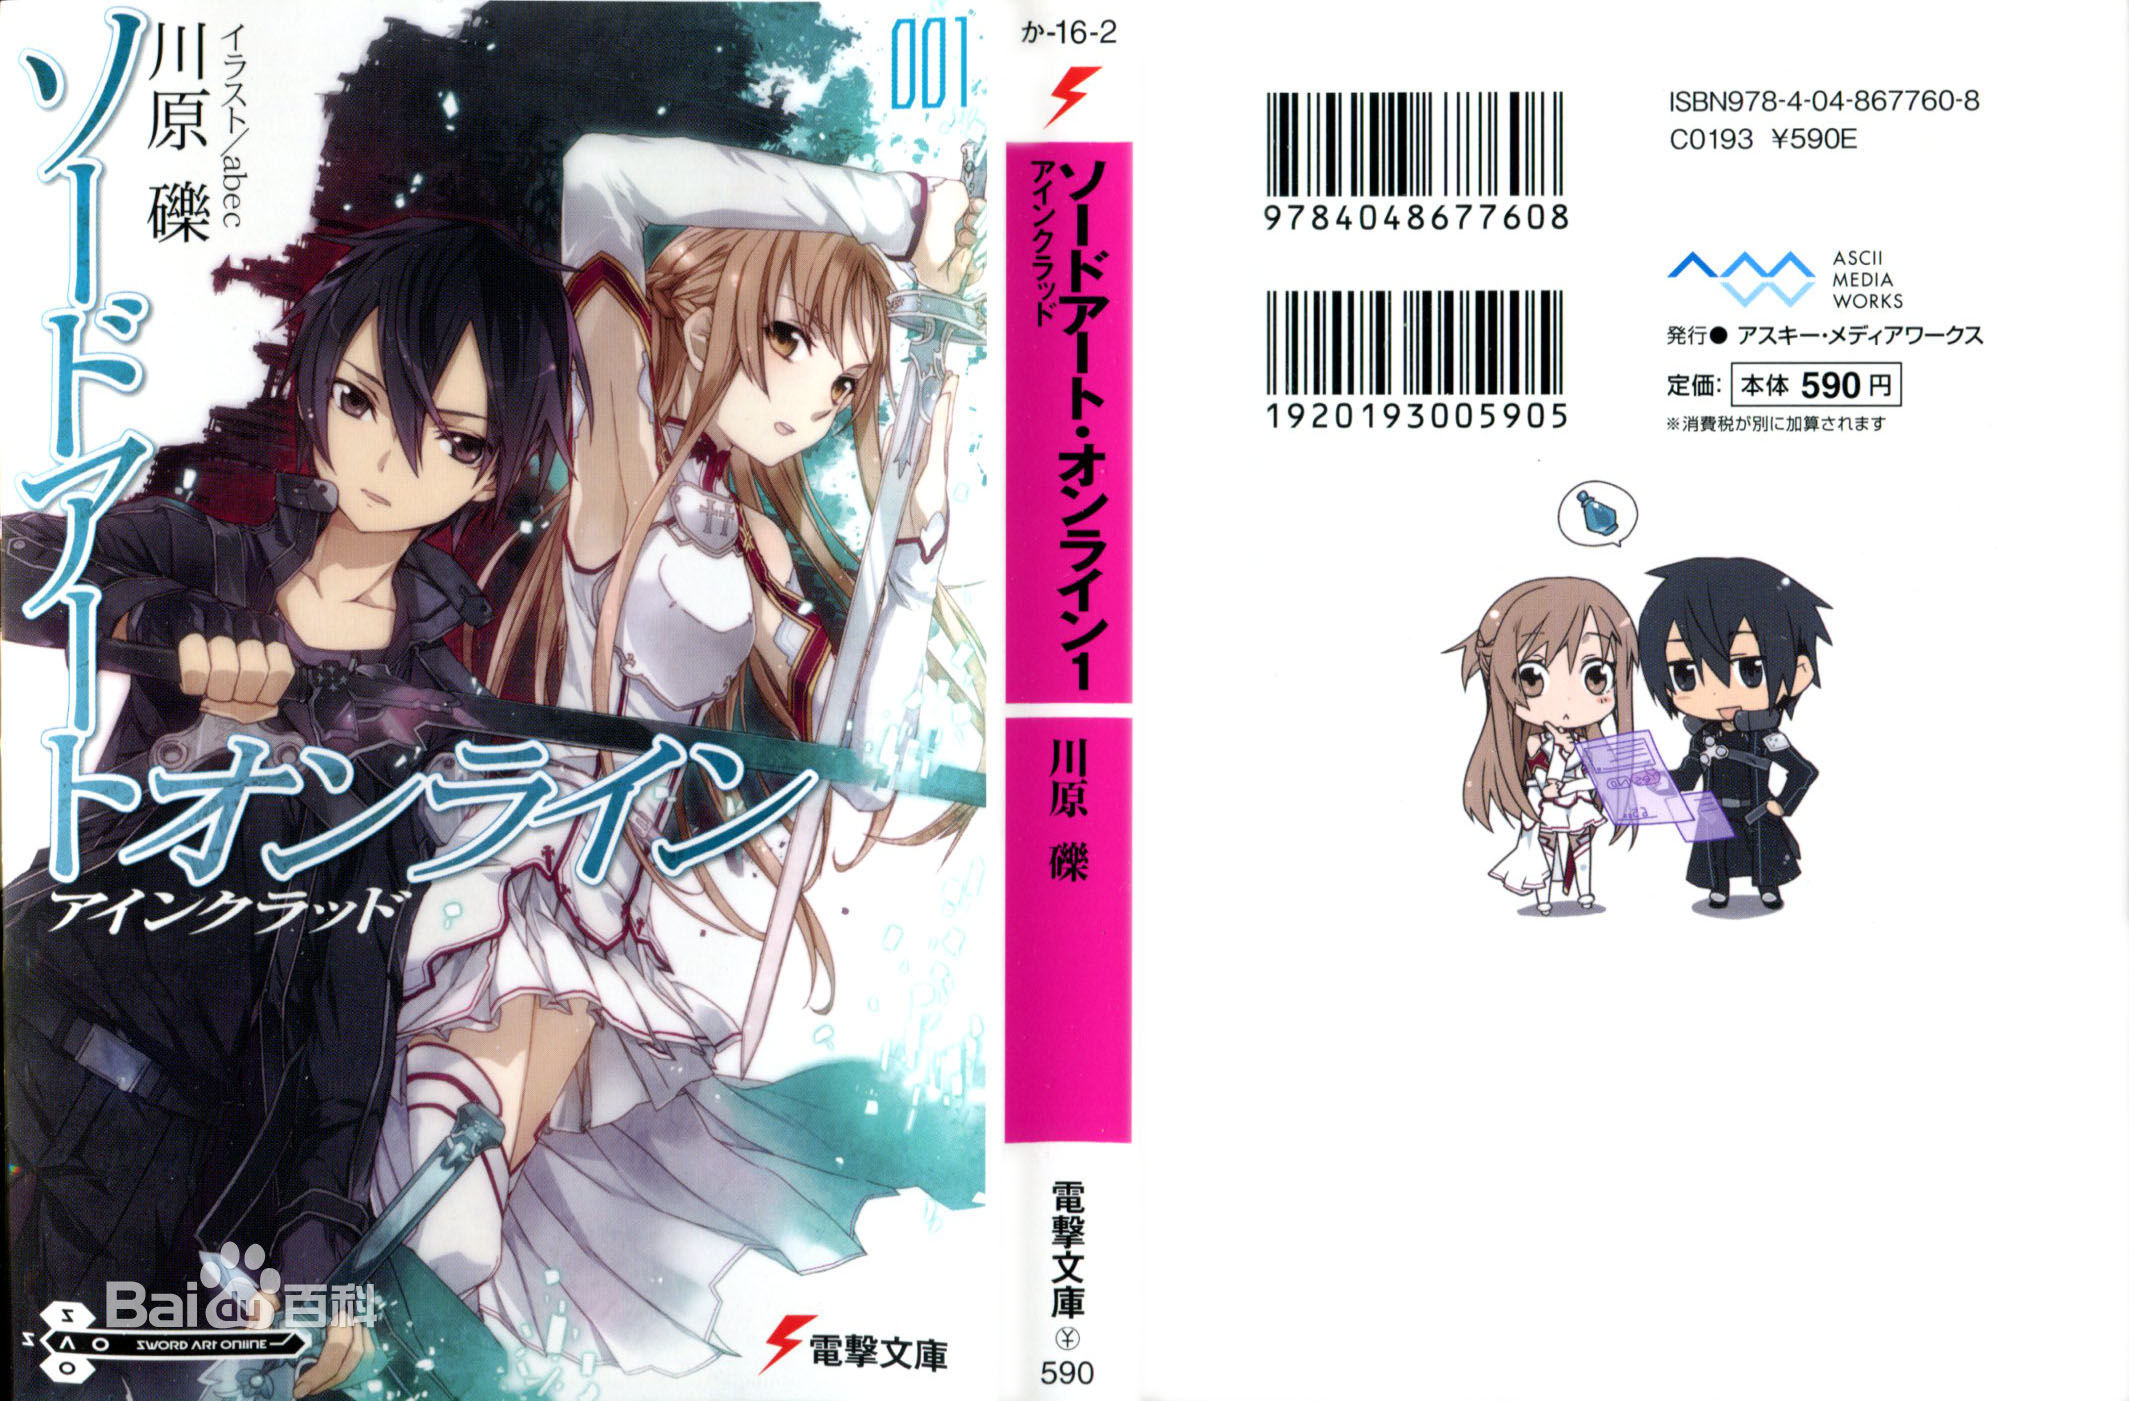 001
川原 礫
イラスト/abec
ソードアートオンライン
アインクラッド
SAO
SWORD ART ONLINE
Baidu百科
電撃文庫
か-16-2
ソードアート・オンライン1
アインクラッド
川原 礫
電撃文庫
¥
590
9784048677608
1920193005905
ISBN978-4-04-867760-8
C0193 ¥590E
ASCII
MEDIA
WORKS
発行●アスキー・メディアワークス
定価: 本体 590 円
※消費税が別に加算されます